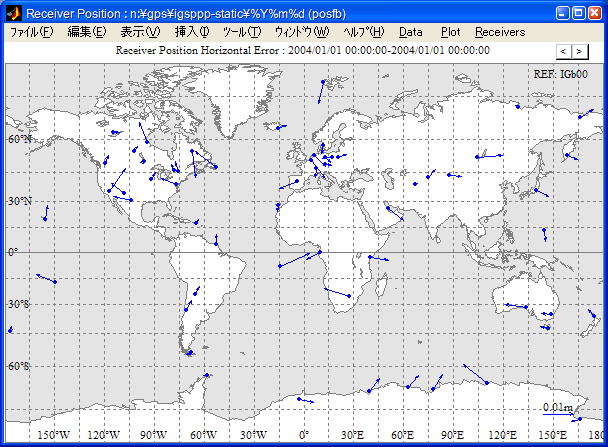 Receiver Position : n:¥gps¥igsppp-static¥%Y%m%d (posfb)
ファイル(F) 編集(E) 表示(V) 挿入(I) ツール(T) ウィンドウ(W) ヘルプ(H) Data Plot Receivers
Receiver Position Horizontal Error : 2004/01/01 00:00:00-2004/01/01 00:00:00
< >
REF: IGb00
60°N
30°N
0°
30°S
60°S
0.01m
150°W 120°W 90°W 60°W 30°W 0°E 30°E 60°E 90°E 120°E 150°E 180